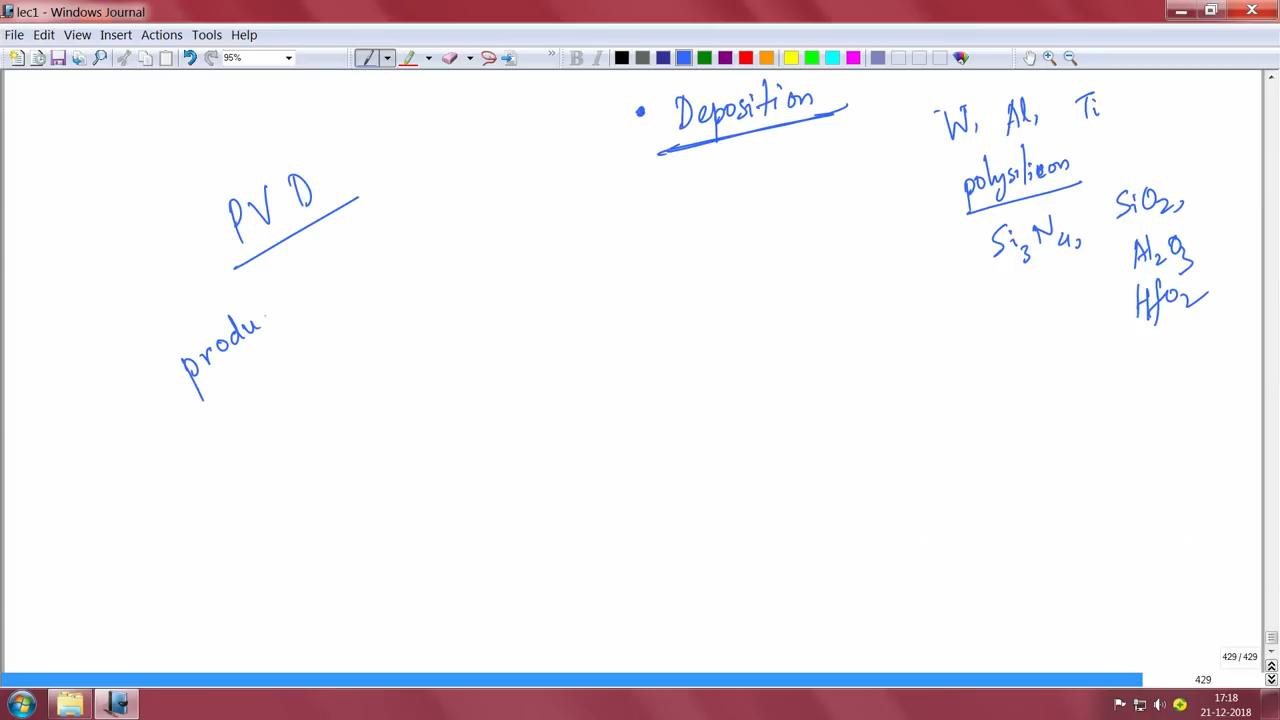 lec1 - Windows Journal
File Edit View Insert Actions Tools Help
95%
• Deposition
W, Al, Ti
polysilicon
SiO2,
Si3N4,
Al2O3
HfO2
PVD
produ
429 / 429
429
17:18
21-12-2018